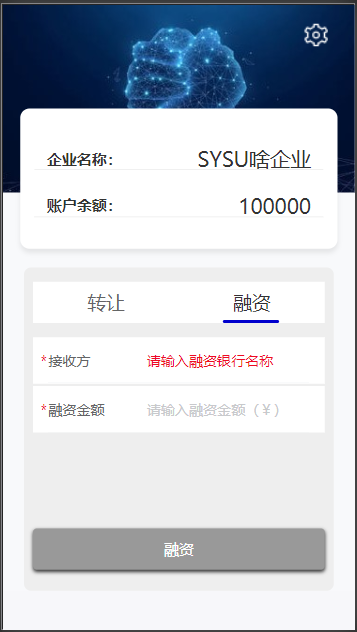 企业名称: SYSU啥企业
账户余额: 100000
转让 融资
*接收方 请输入融资银行名称
*融资金额 请输入融资金额（￥）
融资